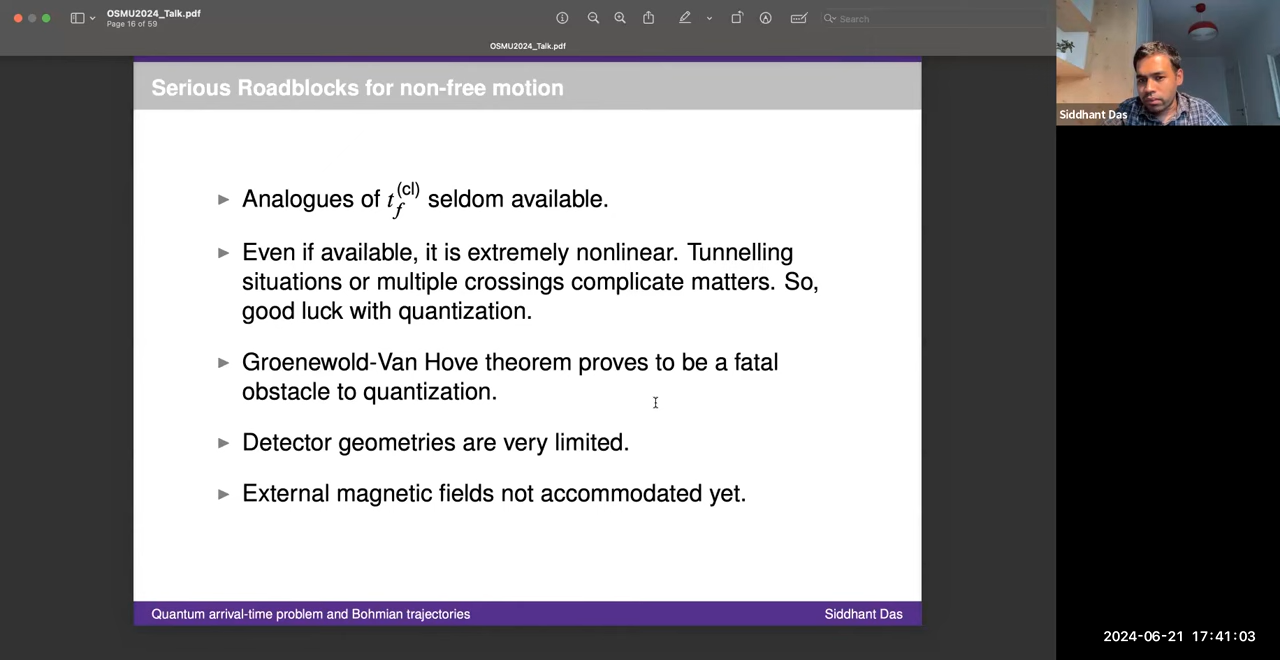 OSMU2024_Talk.pdf
Page 16 of 59
Search
OSMU2024_Talk.pdf
Serious Roadblocks for non-free motion
Siddhant Das
► Analogues of t_f^(cl) seldom available.
► Even if available, it is extremely nonlinear. Tunnelling
situations or multiple crossings complicate matters. So,
good luck with quantization.
► Groenewold-Van Hove theorem proves to be a fatal
obstacle to quantization.
► Detector geometries are very limited.
► External magnetic fields not accommodated yet.
Quantum arrival-time problem and Bohmian trajectories
Siddhant Das
2024-06-21 17:41:03